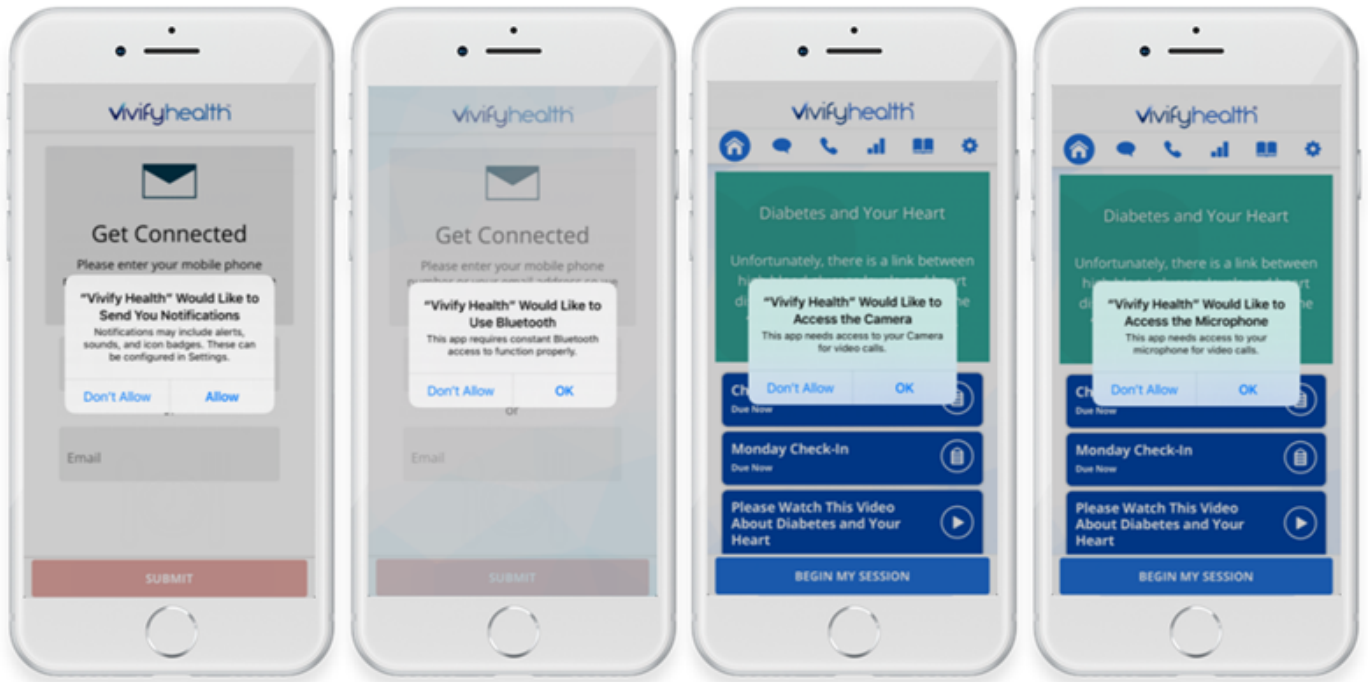 vivifyhealth
Get Connected
Please enter your mobile phone
"Vivify Health" Would Like to
Send You Notifications
Notifications may include alerts,
sounds, and icon badges. These can
be configured in Settings.
Don't Allow
Allow
Email
SUBMIT
vivifyhealth
Get Connected
Please enter your mobile phone
number or your email address so we
"Vivify Health" Would Like to
Use Bluetooth
This app requires constant Bluetooth
access to function properly.
Don't Allow
OK
or
Email
SUBMIT
vivifyhealth
Diabetes and Your Heart
Unfortunately, there is a link between
"Vivify Health" Would Like to
Access the Camera
This app needs access to your Camera
for video calls.
Don't Allow
OK
Due Now
Monday Check-In
Due Now
Please Watch This Video
About Diabetes and Your
Heart
BEGIN MY SESSION
vivifyhealth
Diabetes and Your Heart
Unfortunately, there is a link between
"Vivify Health" Would Like to
Access the Microphone
This app needs access to your
microphone for video calls.
Don't Allow
OK
Due Now
Monday Check-In
Due Now
Please Watch This Video
About Diabetes and Your
Heart
BEGIN MY SESSION